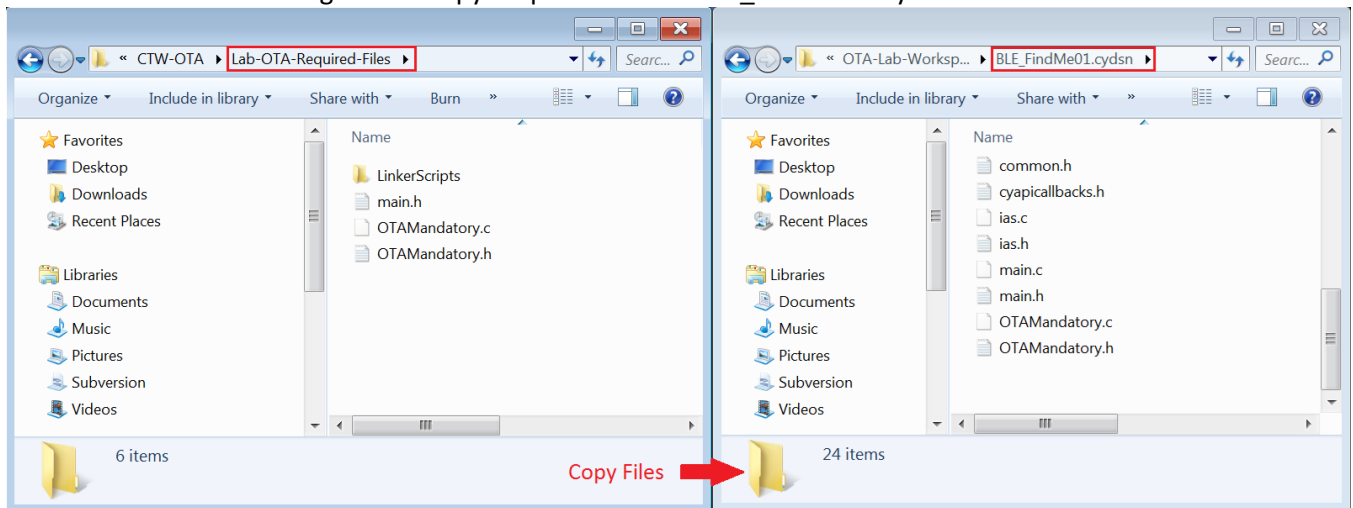 « CTW-OTA ▸ Lab-OTA-Required-Files ▸
Searc...
Organize
Include in library
Share with
Burn
»
Favorites
Desktop
Downloads
Recent Places
Libraries
Documents
Music
Pictures
Subversion
Videos
Name
LinkerScripts
main.h
OTAMandatory.c
OTAMandatory.h
6 items
Copy Files
« OTA-Lab-Worksp... ▸ BLE_FindMe01.cydsn ▸
Searc...
Organize
Include in library
Share with
»
Favorites
Desktop
Downloads
Recent Places
Libraries
Documents
Music
Pictures
Subversion
Videos
Name
common.h
cyapicallbacks.h
ias.c
ias.h
main.c
main.h
OTAMandatory.c
OTAMandatory.h
24 items